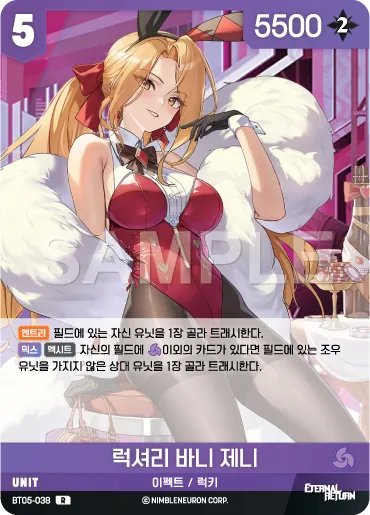 5
5500
2
SAMPLE
엔트리 필드에 있는 자신 유닛을 1장 골라 트래시한다.
믹스 엑시트 자신의 필드에 이외의 카드가 있다면 필드에 있는 조우
유닛을 가지지 않은 상대 유닛을 1장 골라 트래시한다.
럭셔리 바니 제니
UNIT
이펙트 / 럭키
BT05-038 R
© NIMBLENEURON CORP.
ETERNAL
RETURN